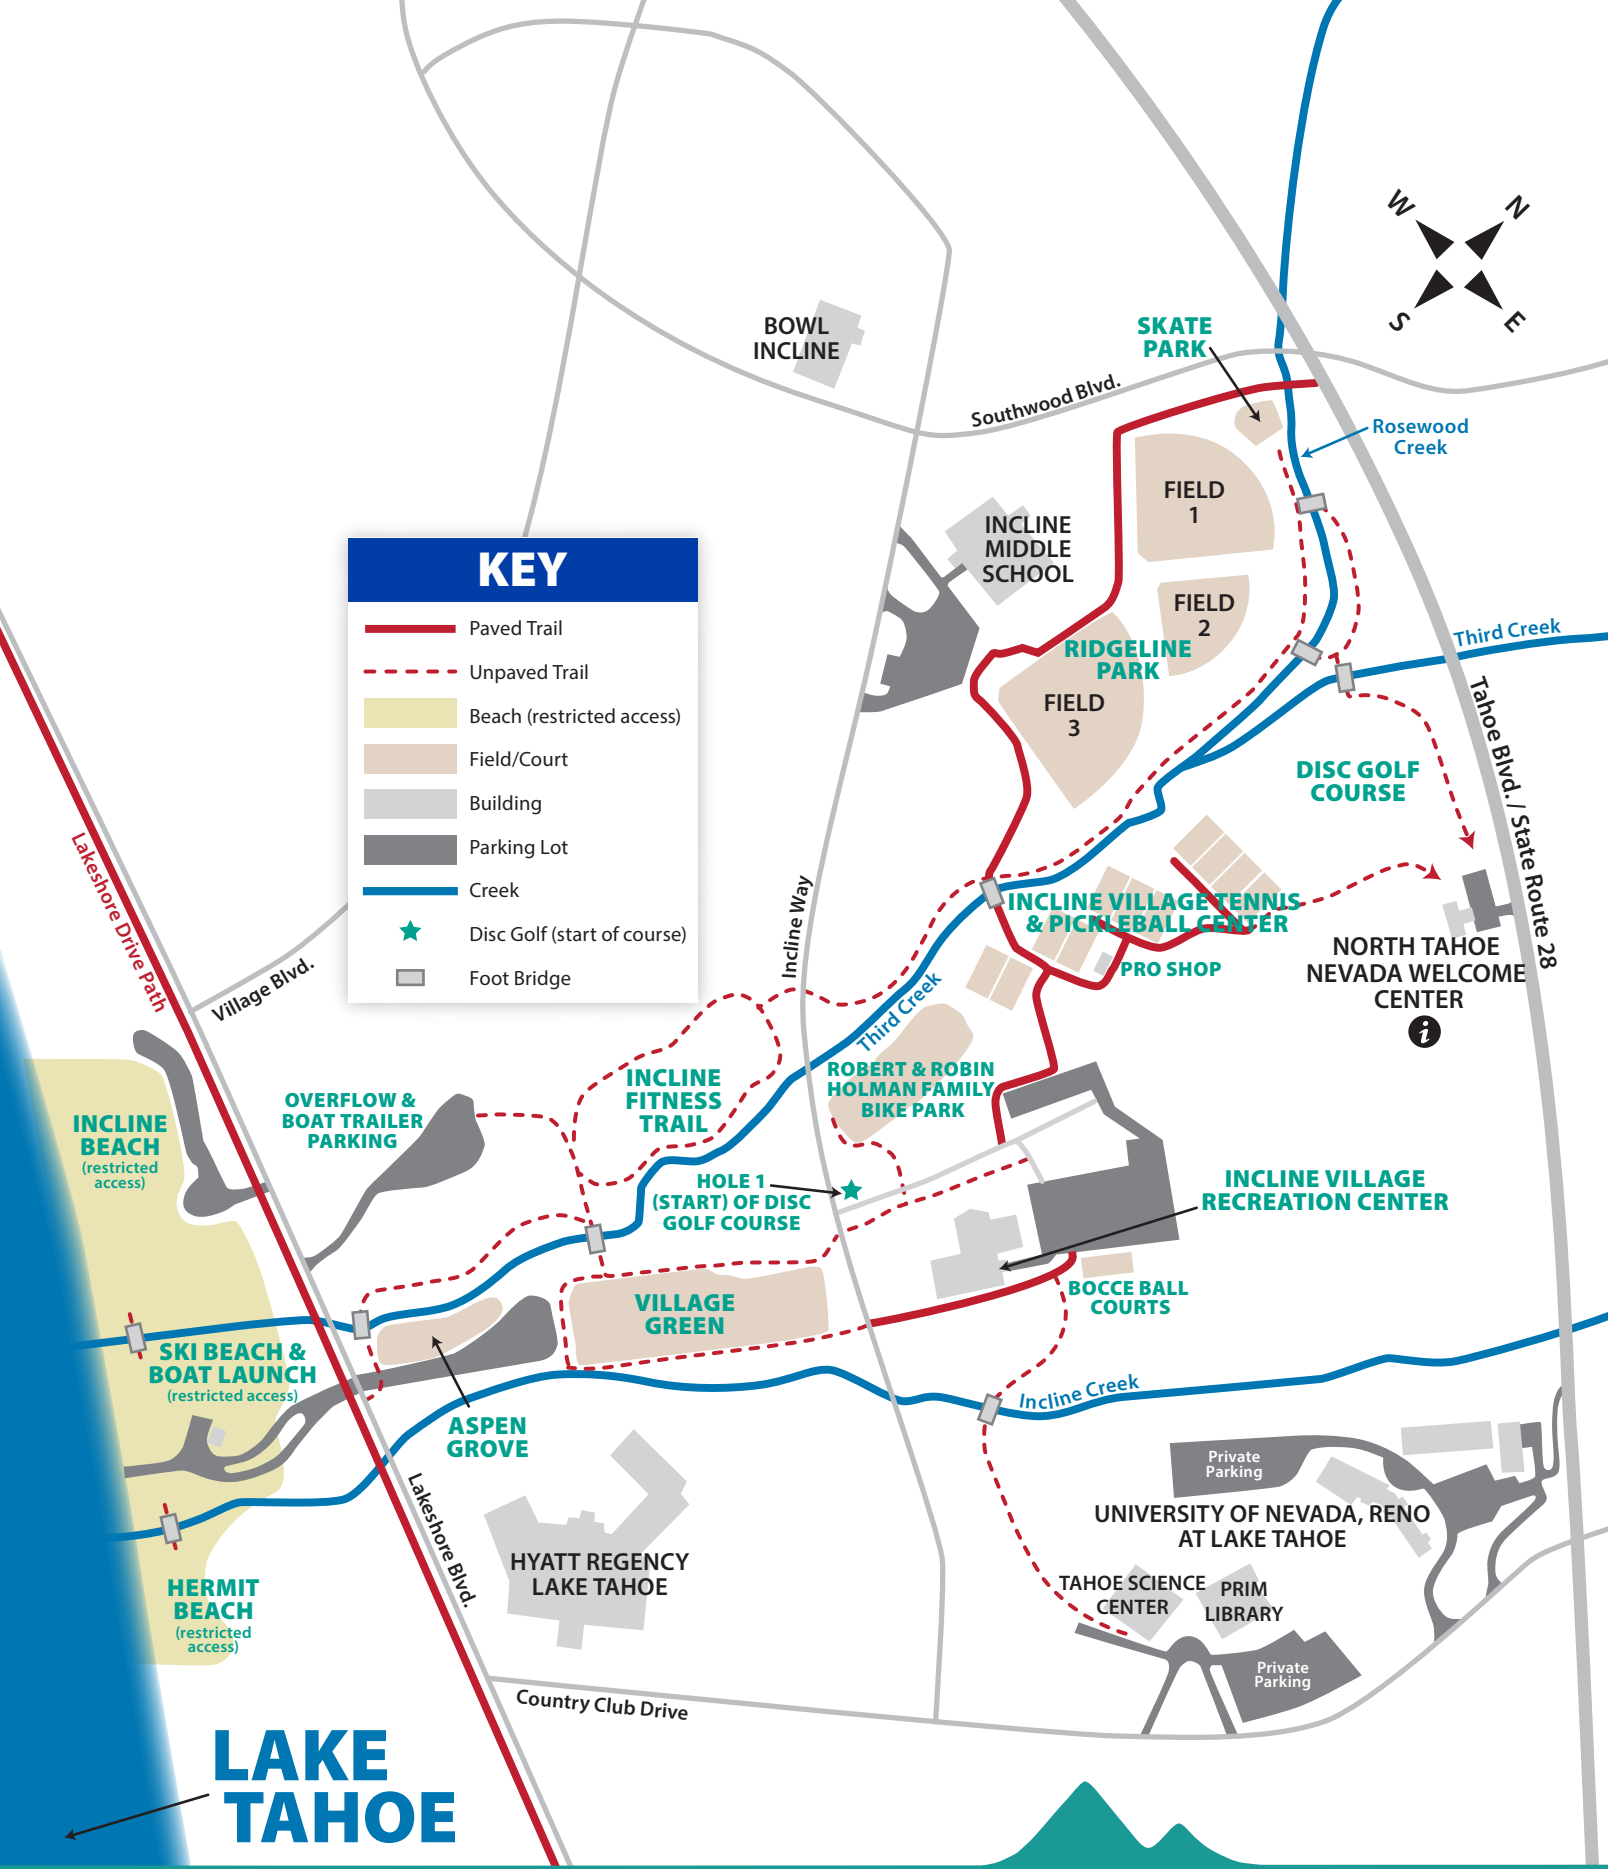 W
N
S
E
SKATE
PARK
BOWL
INCLINE
Southwood Blvd.
Rosewood
Creek
FIELD
1
INCLINE
MIDDLE
SCHOOL
FIELD
2
RIDGELINE
PARK
FIELD
3
Third Creek
KEY
Paved Trail
Unpaved Trail
Beach (restricted access)
Field/Court
Building
Parking Lot
Creek
Disc Golf (start of course)
Foot Bridge
DISC GOLF
COURSE
Tahoe Blvd. / State Route 28
Lakeshore Drive Path
Village Blvd.
Incline Way
INCLINE VILLAGE TENNIS
& PICKLEBALL CENTER
PRO SHOP
NORTH TAHOE
NEVADA WELCOME
CENTER
i
Third Creek
ROBERT & ROBIN
HOLMAN FAMILY
BIKE PARK
INCLINE
FITNESS
TRAIL
OVERFLOW &
BOAT TRAILER
PARKING
INCLINE
BEACH
(restricted
access)
HOLE 1
(START) OF DISC
GOLF COURSE
INCLINE VILLAGE
RECREATION CENTER
BOCCE BALL
COURTS
VILLAGE
GREEN
SKI BEACH &
BOAT LAUNCH
(restricted access)
ASPEN
GROVE
Incline Creek
Lakeshore Blvd.
HYATT REGENCY
LAKE TAHOE
Private
Parking
UNIVERSITY OF NEVADA, RENO
AT LAKE TAHOE
TAHOE SCIENCE
CENTER
PRIM
LIBRARY
Private
Parking
HERMIT
BEACH
(restricted
access)
Country Club Drive
LAKE
TAHOE